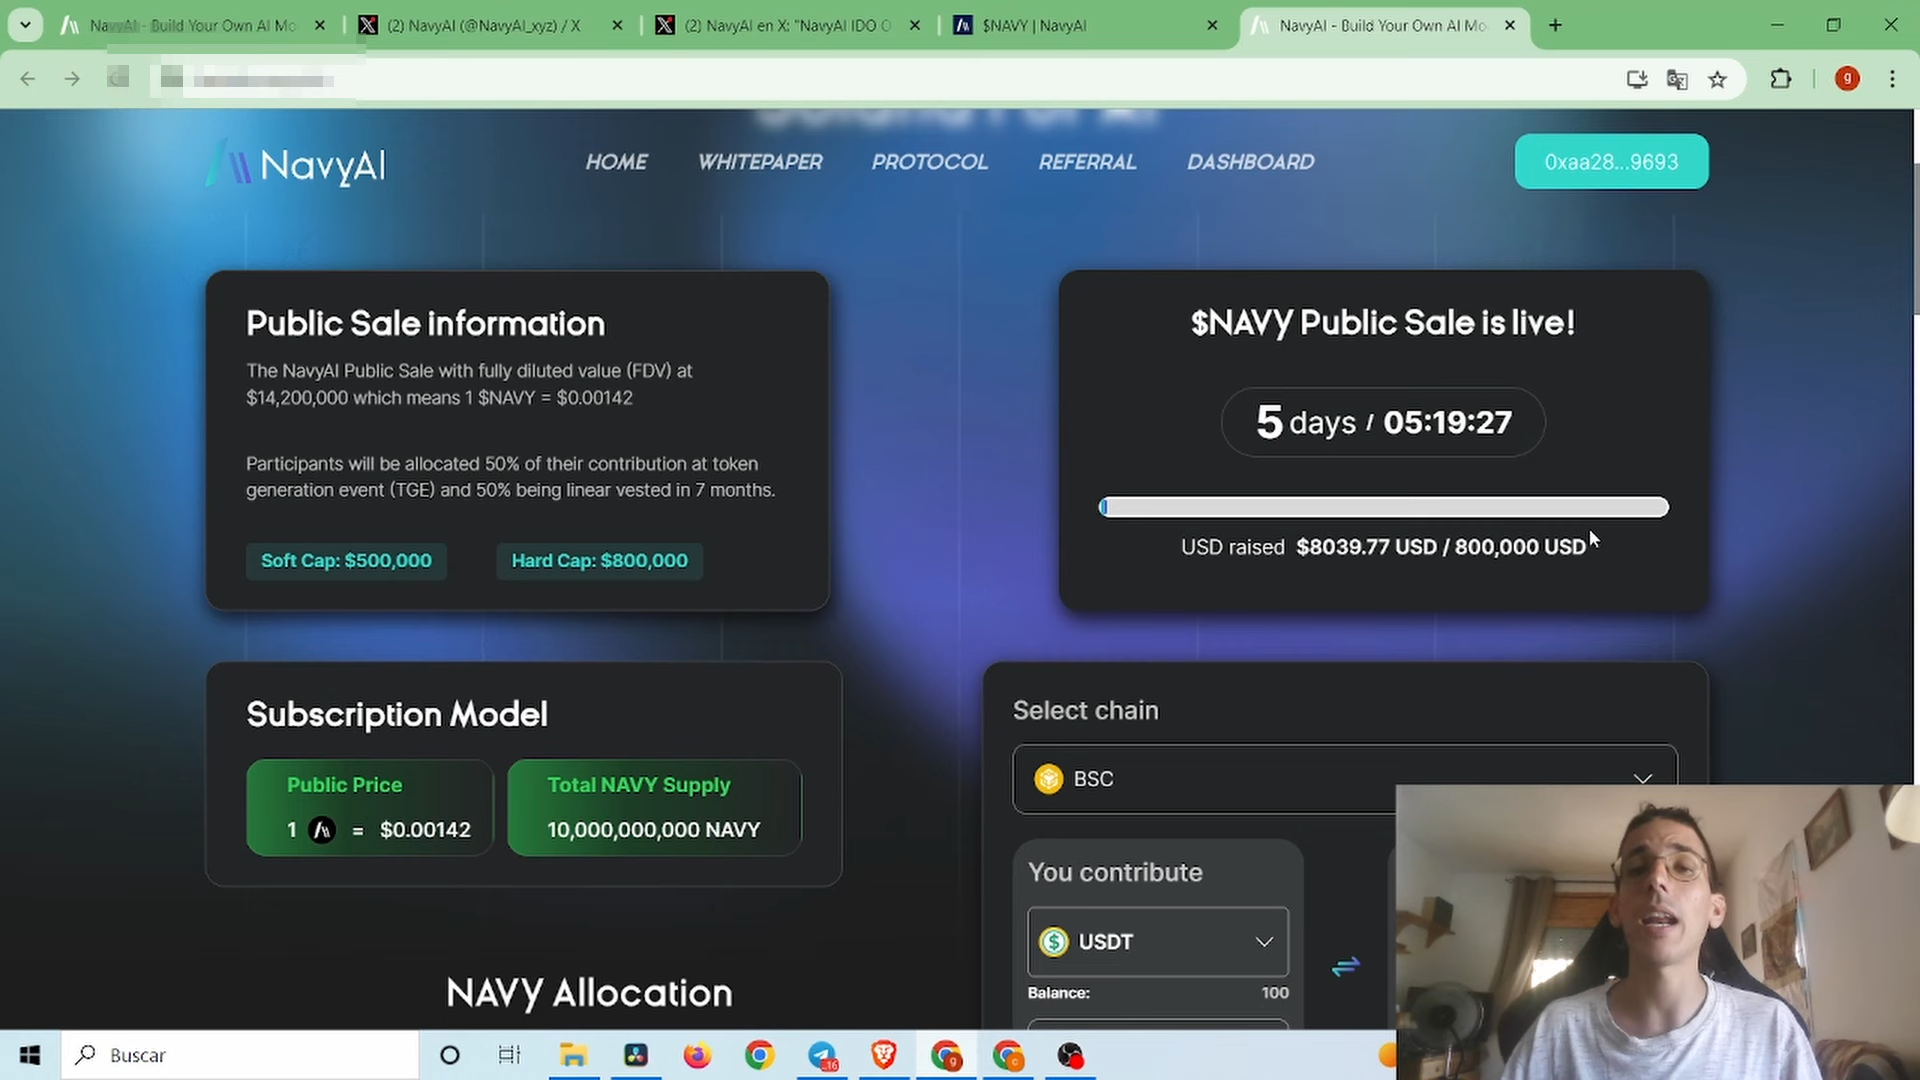 NavyAI - Build Your Own AI Mo
(2) NavyAI (@NavyAI_xyz) / X
(2) NavyAI en X: "NavyAI IDO O
$NAVY | NavyAI
NavyAI - Build Your Own AI Mo
g
NavyAI
HOME
WHITEPAPER
PROTOCOL
REFERRAL
DASHBOARD
0xaa28...9693
Public Sale information
The NavyAI Public Sale with fully diluted value (FDV) at
$14,200,000 which means 1 $NAVY = $0.00142
Participants will be allocated 50% of their contribution at token
generation event (TGE) and 50% being linear vested in 7 months.
Soft Cap: $500,000
Hard Cap: $800,000
$NAVY Public Sale is live!
5 days / 05:19:27
USD raised $8039.77 USD / 800,000 USD
Subscription Model
Public Price
1 = $0.00142
Total NAVY Supply
10,000,000,000 NAVY
NAVY Allocation
Select chain
BSC
You contribute
USDT
Balance: 100
Buscar
16
g
c